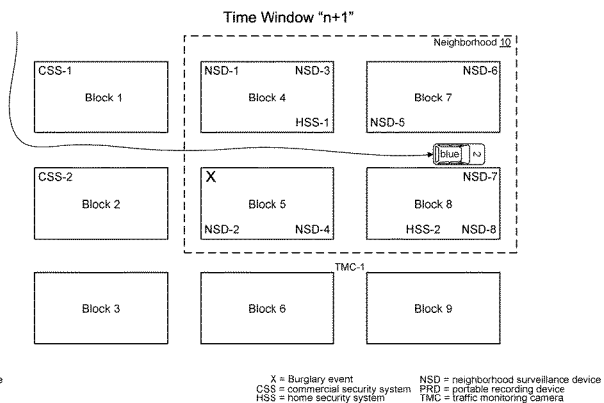 Time Window “n+1”
Neighborhood 10
CSS-1
Block 1
NSD-1 NSD-3
Block 4
HSS-1
NSD-6
Block 7
NSD-5
blue 2
CSS-2
Block 2
X
Block 5
NSD-2 NSD-4
NSD-7
Block 8
HSS-2 NSD-8
TMC-1
Block 3
Block 6
Block 9
e
X = Burglary event
CSS = commercial security system
HSS = home security system
NSD = neighborhood surveillance device
PRD = portable recording device
TMC = traffic monitoring camera